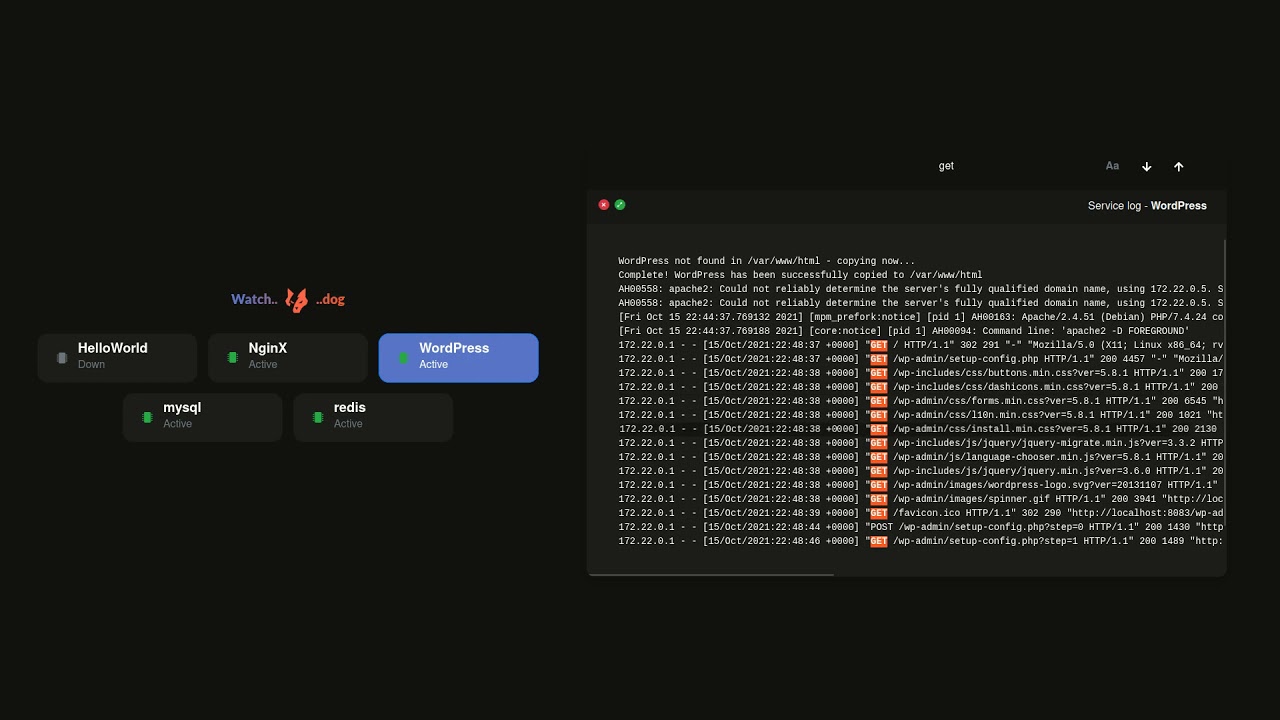 Watch.. ..dog
HelloWorld
Down
NginX
Active
WordPress
Active
mysql
Active
redis
Active
get
Aa
Service log - WordPress
WordPress not found in /var/www/html - copying now...
Complete! WordPress has been successfully copied to /var/www/html
AH00558: apache2: Could not reliably determine the server's fully qualified domain name, using 172.22.0.5. S
AH00558: apache2: Could not reliably determine the server's fully qualified domain name, using 172.22.0.5. S
[Fri Oct 15 22:44:37.769132 2021] [mpm_prefork:notice] [pid 1] AH00163: Apache/2.4.51 (Debian) PHP/7.4.24 co
[Fri Oct 15 22:44:37.769188 2021] [core:notice] [pid 1] AH00094: Command line: 'apache2 -D FOREGROUND'
172.22.0.1 - - [15/Oct/2021:22:48:37 +0000] "GET / HTTP/1.1" 302 291 "-" "Mozilla/5.0 (X11; Linux x86_64; rv
172.22.0.1 - - [15/Oct/2021:22:48:37 +0000] "GET /wp-admin/setup-config.php HTTP/1.1" 200 4457 "-" "Mozilla/
172.22.0.1 - - [15/Oct/2021:22:48:38 +0000] "GET /wp-includes/css/buttons.min.css?ver=5.8.1 HTTP/1.1" 200 17
172.22.0.1 - - [15/Oct/2021:22:48:38 +0000] "GET /wp-includes/css/dashicons.min.css?ver=5.8.1 HTTP/1.1" 200
172.22.0.1 - - [15/Oct/2021:22:48:38 +0000] "GET /wp-admin/css/forms.min.css?ver=5.8.1 HTTP/1.1" 200 6545 "h
172.22.0.1 - - [15/Oct/2021:22:48:38 +0000] "GET /wp-admin/css/l10n.min.css?ver=5.8.1 HTTP/1.1" 200 1021 "ht
172.22.0.1 - - [15/Oct/2021:22:48:38 +0000] "GET /wp-admin/css/install.min.css?ver=5.8.1 HTTP/1.1" 200 2130
172.22.0.1 - - [15/Oct/2021:22:48:38 +0000] "GET /wp-includes/js/jquery/jquery-migrate.min.js?ver=3.3.2 HTTP
172.22.0.1 - - [15/Oct/2021:22:48:38 +0000] "GET /wp-admin/js/language-chooser.min.js?ver=5.8.1 HTTP/1.1" 20
172.22.0.1 - - [15/Oct/2021:22:48:38 +0000] "GET /wp-includes/js/jquery/jquery.min.js?ver=3.6.0 HTTP/1.1" 20
172.22.0.1 - - [15/Oct/2021:22:48:38 +0000] "GET /wp-admin/images/wordpress-logo.svg?ver=20131107 HTTP/1.1"
172.22.0.1 - - [15/Oct/2021:22:48:38 +0000] "GET /wp-admin/images/spinner.gif HTTP/1.1" 200 3941 "http://loc
172.22.0.1 - - [15/Oct/2021:22:48:39 +0000] "GET /favicon.ico HTTP/1.1" 302 290 "http://localhost:8083/wp-ad
172.22.0.1 - - [15/Oct/2021:22:48:44 +0000] "POST /wp-admin/setup-config.php?step=0 HTTP/1.1" 200 1430 "http
172.22.0.1 - - [15/Oct/2021:22:48:46 +0000] "GET /wp-admin/setup-config.php?step=1 HTTP/1.1" 200 1489 "http: